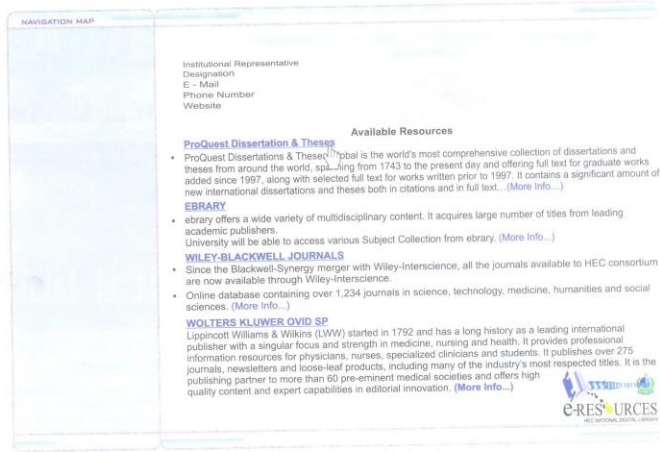 NAVIGATION MAP
Institutional Representative
Designation
E - Mail
Phone Number
Website
Available Resources
ProQuest Dissertation & Theses
• ProQuest Dissertations & Theses obal is the world's most comprehensive collection of dissertations and
theses from around the world, spanning from 1743 to the present day and offering full text for graduate works
added since 1997, along with selected full text for works written prior to 1997. It contains a significant amount of
new international dissertations and theses both in citations and in full text...(More Info...)
EBRARY
• ebrary offers a wide variety of multidisciplinary content. It acquires large number of titles from leading
academic publishers.
University will be able to access various Subject Collection from ebrary. (More Info...)
WILEY-BLACKWELL JOURNALS
• Since the Blackwell-Synergy merger with Wiley-Interscience, all the journals available to HEC consortium
are now available through Wiley-Interscience.
• Online database containing over 1,234 journals in science, technology, medicine, humanities and social
sciences. (More Info...)
WOLTERS KLUWER OVID SP
Lippincott Williams & Wilkins (LWW) started in 1792 and has a long history as a leading international
publisher with a singular focus and strength in medicine, nursing and health. It provides professional
information resources for physicians, nurses, specialized clinicians and students. It publishes over 275
journals, newsletters and loose-leaf products, including many of the industry's most respected titles. It is the
publishing partner to more than 60 pre-eminent medical societies and offers high
quality content and expert capabilities in editorial innovation. (More Info...)
e-RESOURCES
HEC NATIONAL DIGITAL LIBRARY